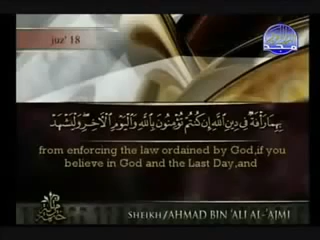 juz' 18
بِهِمَا رَأْفَةٌ فِي دِينِ اللَّهِ إِن كُنتُمْ تُؤْمِنُونَ بِاللَّهِ وَالْيَوْمِ الْآخِرِ وَلْيَشْهَدْ
from enforcing the law ordained by God,if you
believe in God and the Last Day,and
SHEIKH/AHMAD BIN 'ALI AL-'AJMI